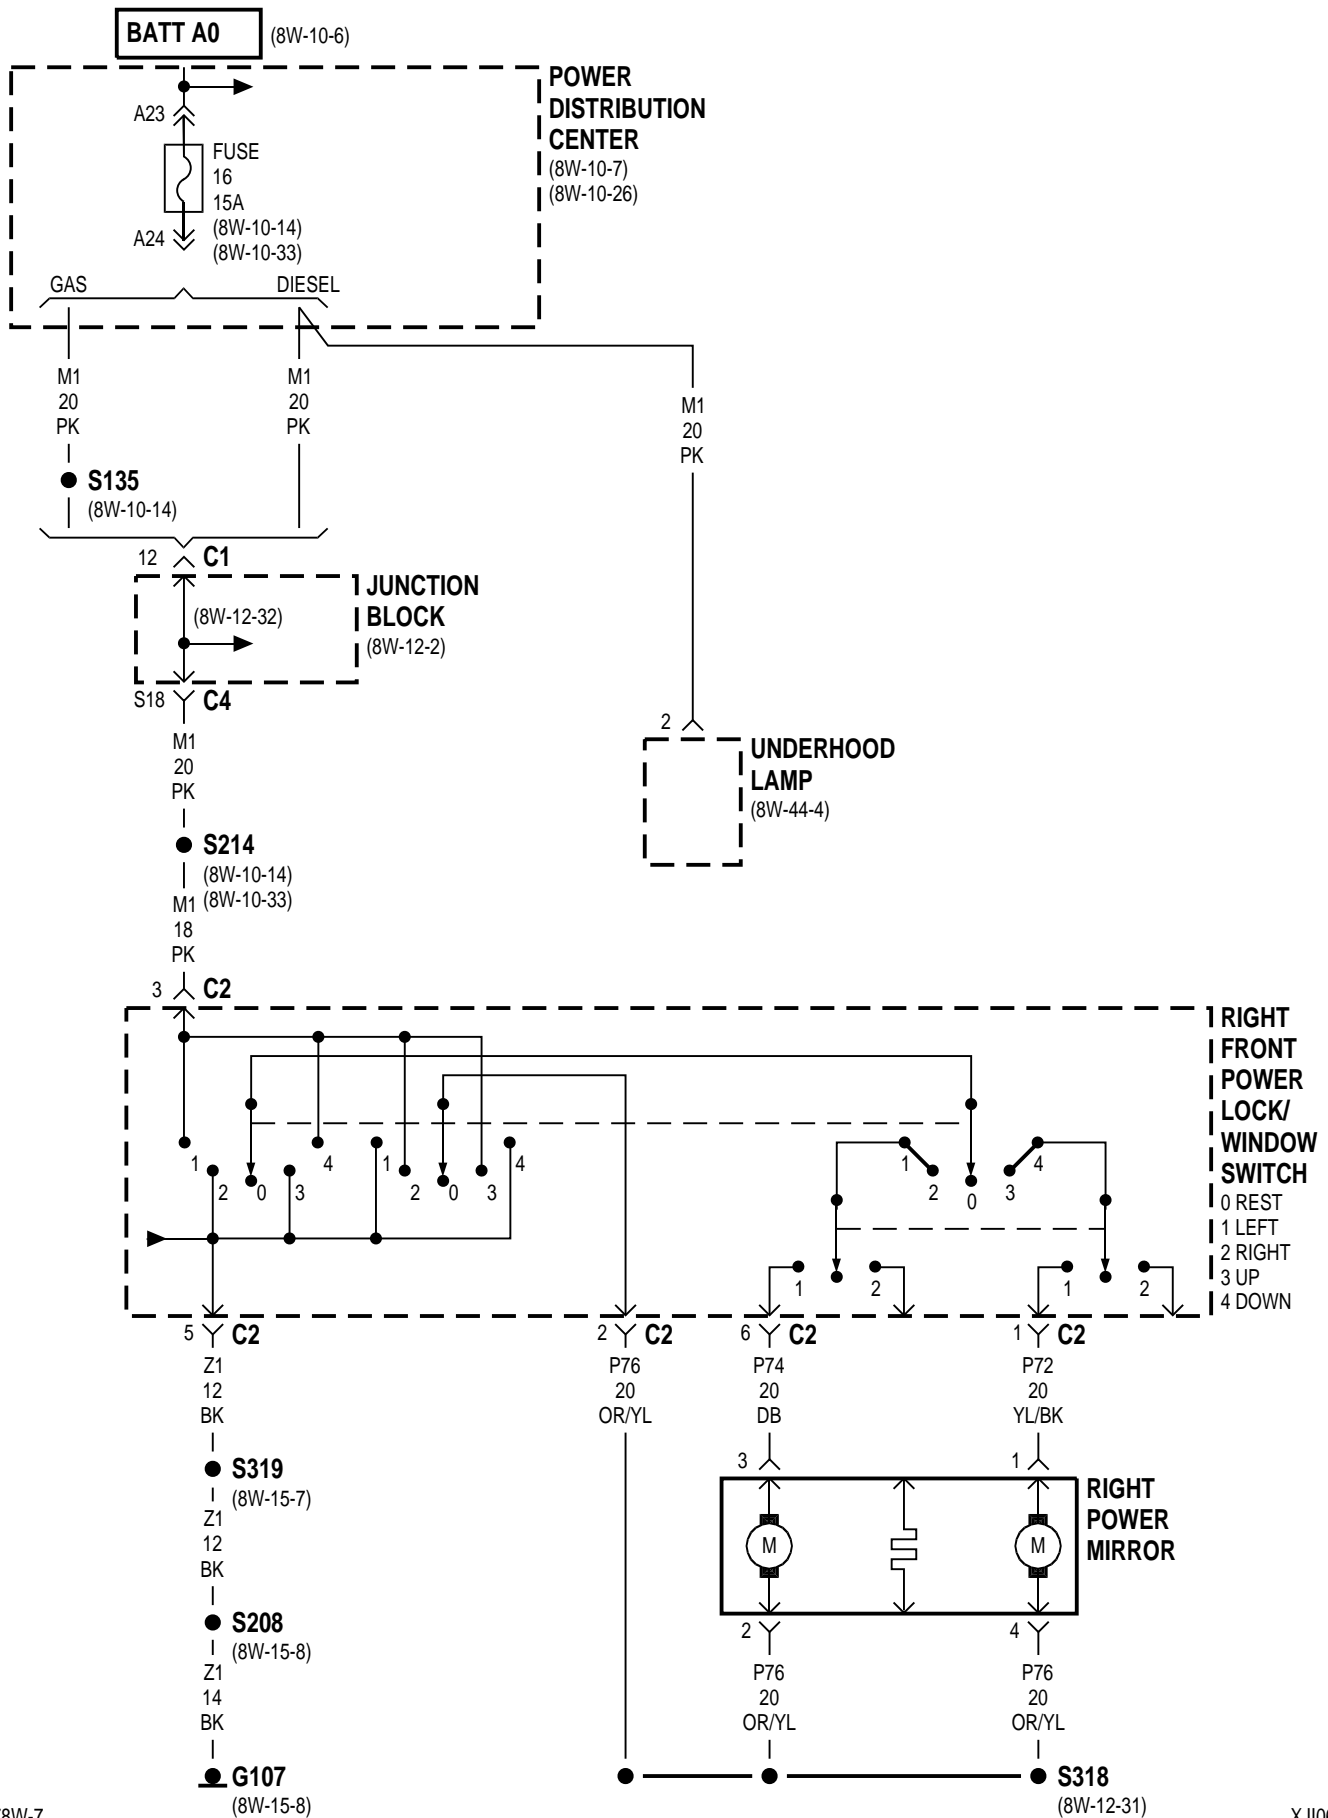 BATT A0
(8W-10-6)
POWER
DISTRIBUTION
CENTER
(8W-10-7)
(8W-10-26)
A23
FUSE
16
15A
(8W-10-14)
(8W-10-33)
A24
GAS
DIESEL
M1
20
PK
M1
20
PK
M1
20
PK
S135
(8W-10-14)
12
C1
JUNCTION
BLOCK
(8W-12-2)
(8W-12-32)
S18
C4
M1
20
PK
2
UNDERHOOD
LAMP
(8W-44-4)
S214
(8W-10-14)
(8W-10-33)
M1
18
PK
3
C2
RIGHT
FRONT
POWER
LOCK/
WINDOW
SWITCH
0 REST
1 LEFT
2 RIGHT
3 UP
4 DOWN
1
2
0
3
4
1
2
0
3
4
1
2
0
3
4
1
2
1
2
5
C2
2
C2
6
C2
1
C2
Z1
12
BK
P76
20
OR/YL
P74
20
DB
P72
20
YL/BK
S319
(8W-15-7)
3
1
RIGHT
POWER
MIRROR
M
M
Z1
12
BK
S208
(8W-15-8)
2
4
Z1
14
BK
P76
20
OR/YL
P76
20
OR/YL
G107
(8W-15-8)
S318
(8W-12-31)